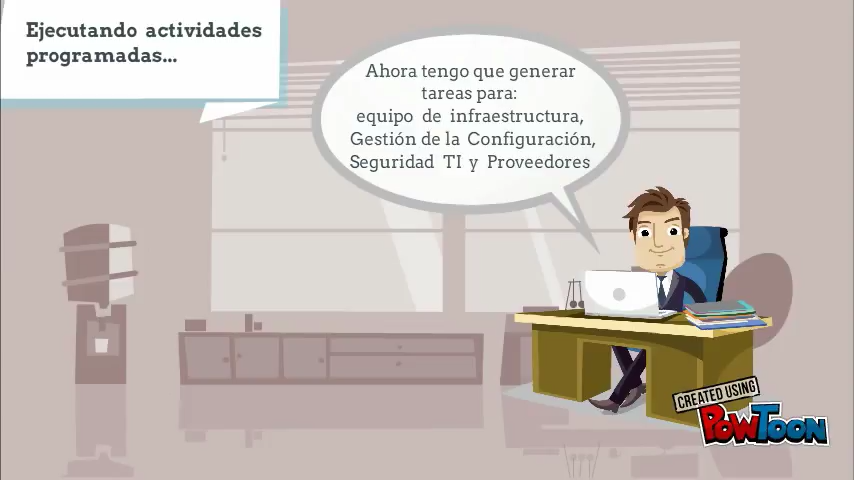 Ejecutando actividades
programadas...
Ahora tengo que generar
tareas para:
equipo de infraestructura,
Gestión de la Configuración,
Seguridad TI y Proveedores
CREATED USING
POWTOON